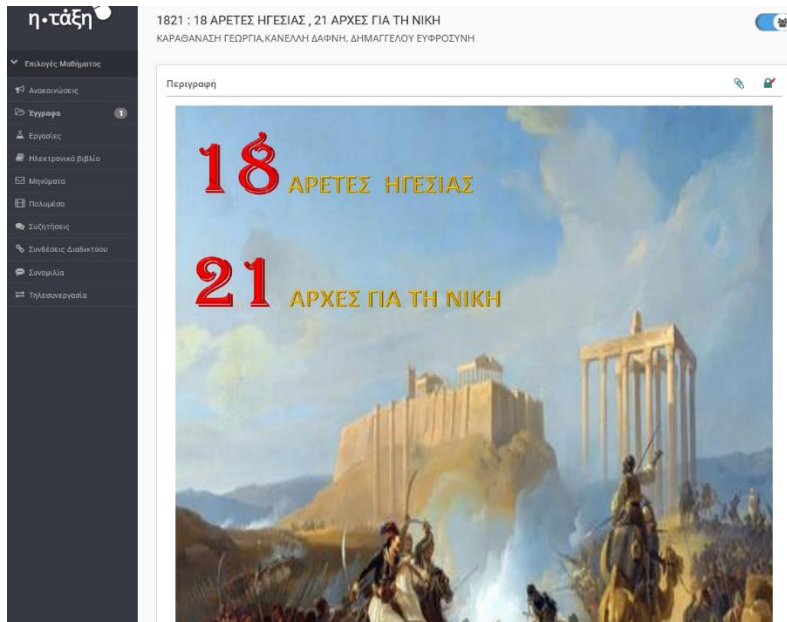 η·τάξη
1821 : 18 ΑΡΕΤΕΣ ΗΓΕΣΙΑΣ , 21 ΑΡΧΕΣ ΓΙΑ ΤΗ ΝΙΚΗ
ΚΑΡΑΘΑΝΑΣΗ ΓΕΩΡΓΙΑ,ΚΑΝΕΛΛΗ ΔΑΦΝΗ, ΔΗΜΑΓΓΕΛΟΥ ΕΥΦΡΟΣΥΝΗ
Επιλογές Μαθήματος
Ανακοινώσεις
Έγγραφα 1
Εργασίες
Ηλεκτρονικό βιβλίο
Μηνύματα
Πολυμέσα
Συζητήσεις
Συνδέσεις Διαδικτύου
Συνομιλία
Τηλεσυνεργασία
Περιγραφή
18 ΑΡΕΤΕΣ ΗΓΕΣΙΑΣ
21 ΑΡΧΕΣ ΓΙΑ ΤΗ ΝΙΚΗ